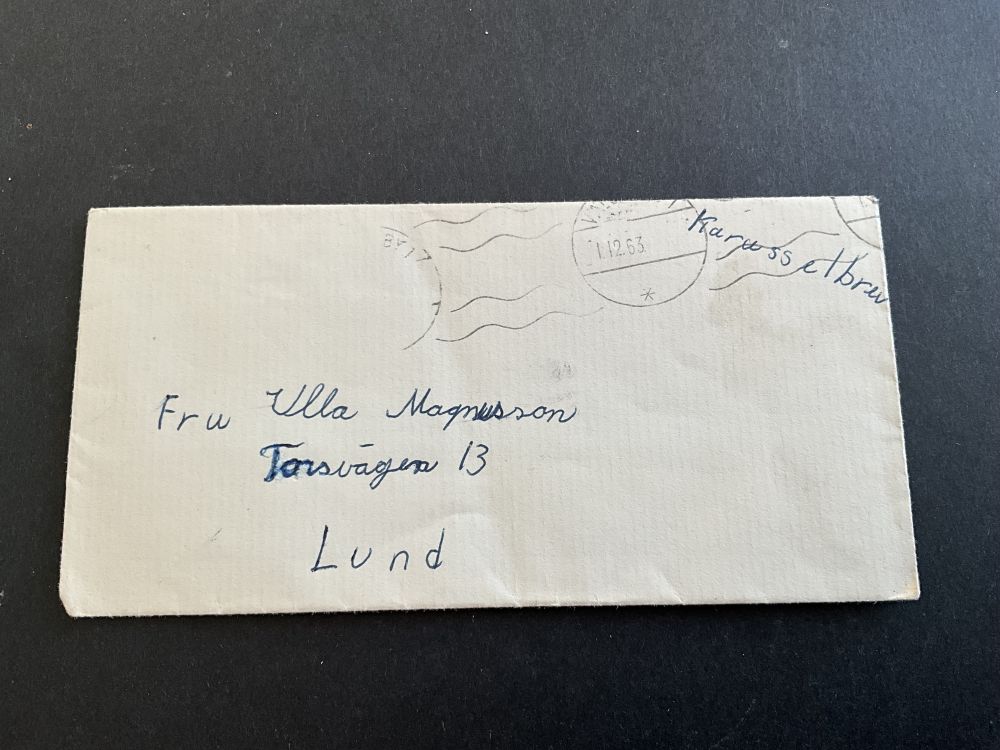 1.12.63
Karusselbrev
Fru Ulla Magnusson
Torsvägen 13
Lund